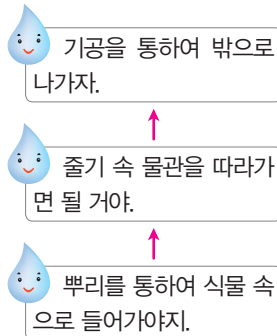 기공을 통하여 밖으로
나가자.
줄기 속 물관을 따라가
면 될 거야.
뿌리를 통하여 식물 속
으로 들어가야지.